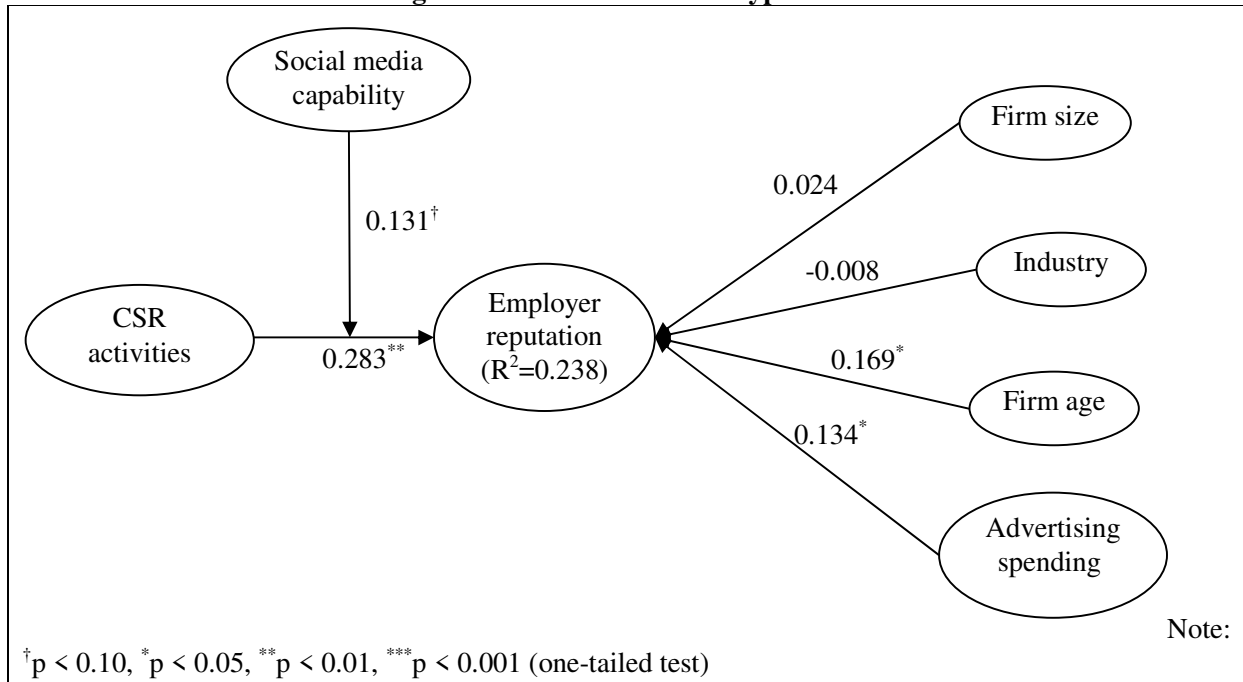 Social media
capability
Firm size
0.024
0.131†
-0.008
Industry
CSR
activities
0.283**
Employer
reputation
(R²=0.238)
0.169*
Firm age
0.134*
Advertising
spending
Note:
†p < 0.10, *p < 0.05, **p < 0.01, ***p < 0.001 (one-tailed test)